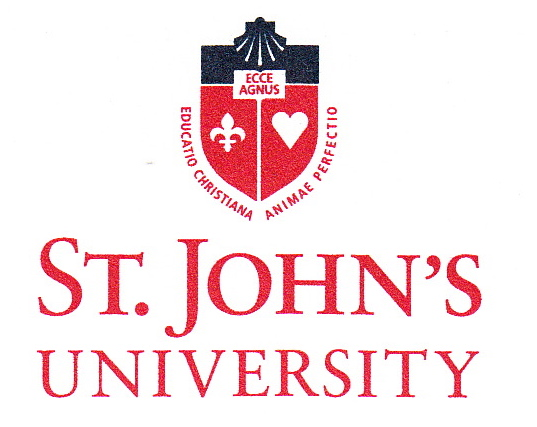 ECCE
AGNUS
EDUCATIO CHRISTIANA ANIMAE PERFECTIO
ST. JOHN'S
UNIVERSITY